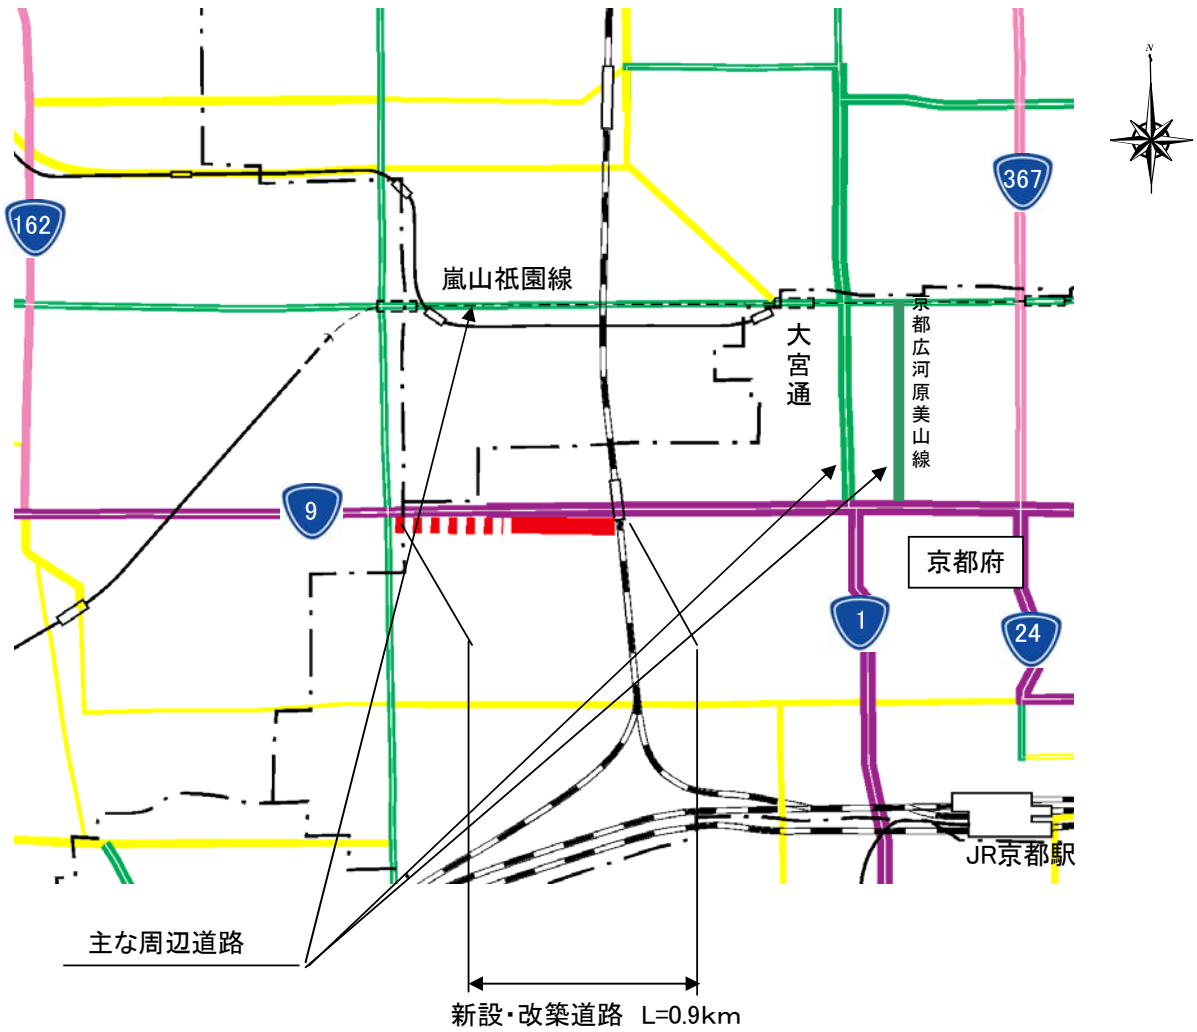 N
367
162
嵐山祇園線
大宮通
京都広河原美山線
9
京都府
1
24
JR京都駅
主な周辺道路
新設・改築道路 L=0.9km